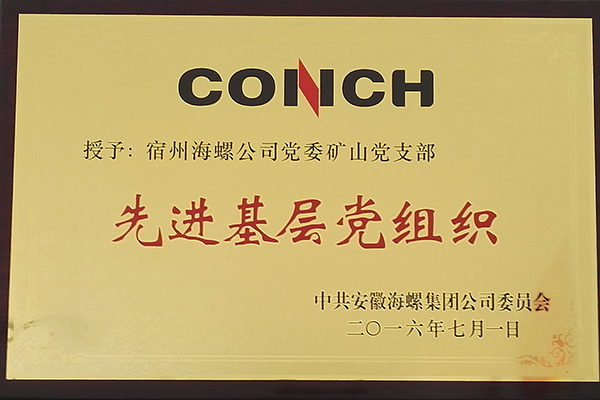 CONCH
授予：宿州海螺公司党委矿山党支部
先进基层党组织
中共安徽海螺集团公司委员会
二〇一六年七月一日